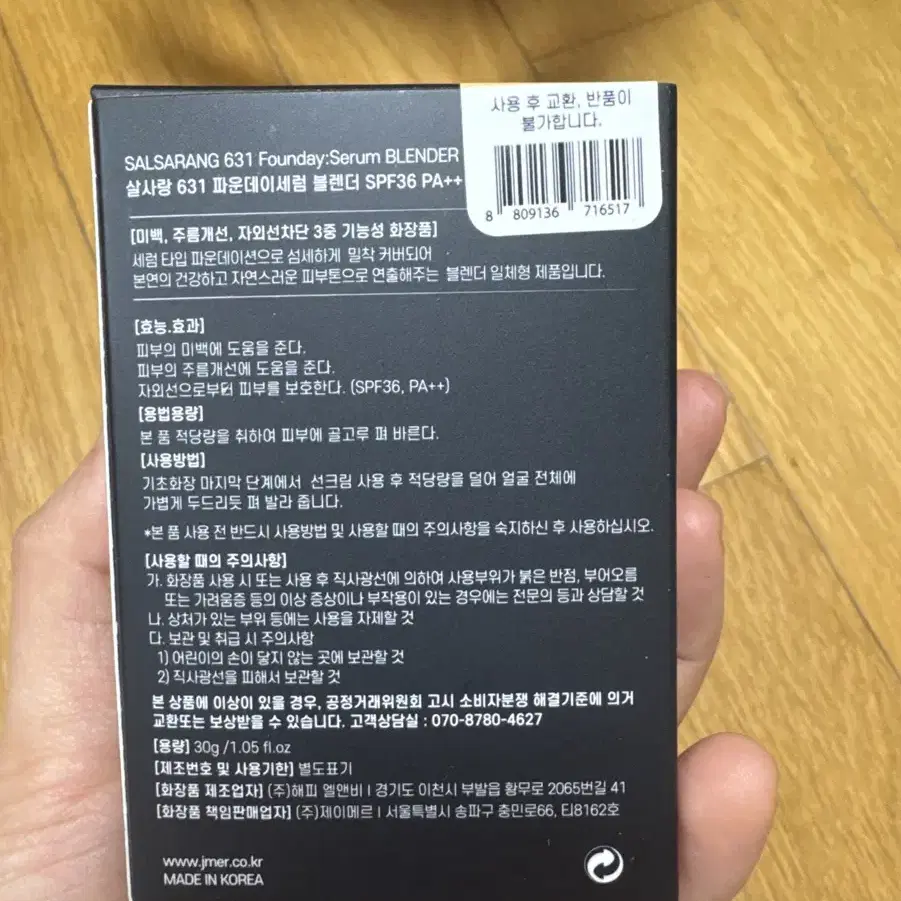 사용 후 교환, 반품이
불가합니다.
8 809136 716517
SALSARANG 631 Founday:Serum BLENDER
살사랑 631 파운데이세럼 블렌더 SPF36 PA++
[미백, 주름개선, 자외선차단 3중 기능성 화장품]
세럼 타입 파운데이션으로 섬세하게 밀착 커버되어
본연의 건강하고 자연스러운 피부톤으로 연출해주는 블렌더 일체형 제품입니다.
[효능.효과]
피부의 미백에 도움을 준다.
피부의 주름개선에 도움을 준다.
자외선으로부터 피부를 보호한다. (SPF36, PA++)
[용법용량]
본 품 적당량을 취하여 피부에 골고루 펴 바른다.
[사용방법]
기초화장 마지막 단계에서 선크림 사용 후 적당량을 덜어 얼굴 전체에
가볍게 두드리듯 펴 발라 줍니다.
*본 품 사용 전 반드시 사용방법 및 사용할 때의 주의사항을 숙지하신 후 사용하십시오.
[사용할 때의 주의사항]
가. 화장품 사용 시 또는 사용 후 직사광선에 의하여 사용부위가 붉은 반점, 부어오름
또는 가려움증 등의 이상 증상이나 부작용이 있는 경우에는 전문의 등과 상담할 것
나. 상처가 있는 부위 등에는 사용을 자제할 것
다. 보관 및 취급 시 주의사항
1) 어린이의 손이 닿지 않는 곳에 보관할 것
2) 직사광선을 피해서 보관할 것
본 상품에 이상이 있을 경우, 공정거래위원회 고시 소비자분쟁 해결기준에 의거
교환또는 보상받을 수 있습니다. 고객상담실 : 070-8780-4627
[용량] 30g /1.05 fl.oz
[제조번호 및 사용기한] 별도표기
[화장품 제조업자] (주)해피 엘앤비 I 경기도 이천시 부발읍 황무로 2065번길 41
[화장품 책임판매업자] (주)제이메르 I 서울특별시 송파구 충민로66, 티8162호
www.jmer.co.kr
MADE IN KOREA